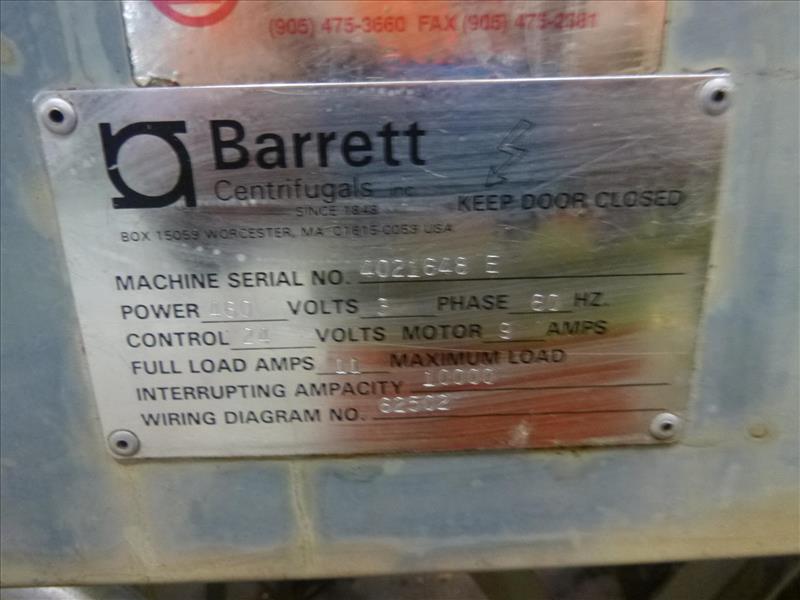 (905) 475-3660 FAX (905) 475-2381
Barrett
Centrifugals inc.
SINCE 1848
KEEP DOOR CLOSED
BOX 15059 WORCESTER, MA 01615-0059 USA
MACHINE SERIAL NO. 4021648 E
POWER 460 VOLTS 3 PHASE 60 HZ.
CONTROL 24 VOLTS MOTOR 9 AMPS
FULL LOAD AMPS 11 MAXIMUM LOAD
INTERRUPTING AMPACITY 10000
WIRING DIAGRAM NO. 62502